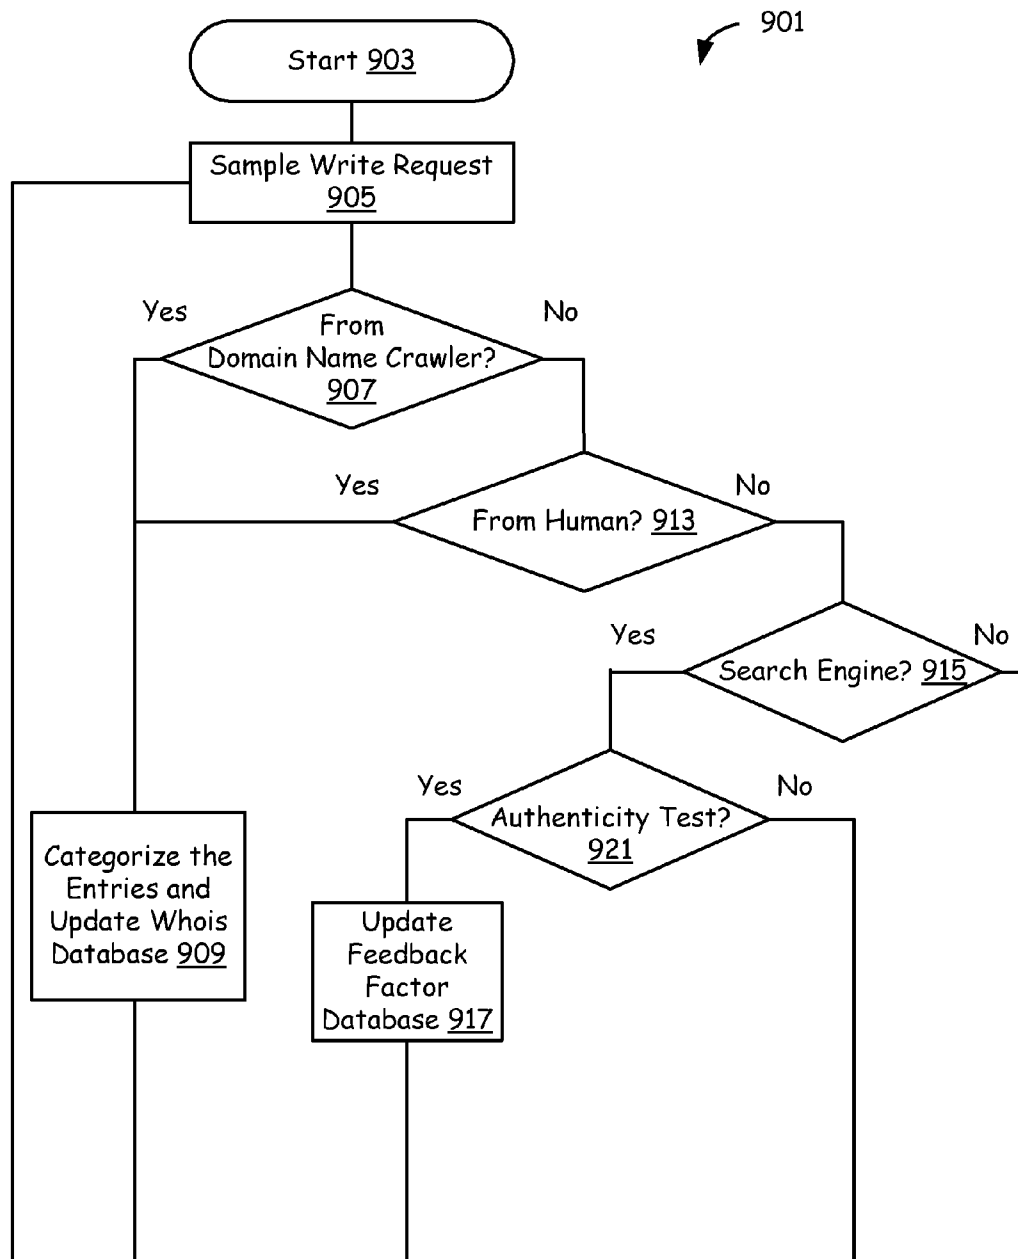 901
Start 903
Sample Write Request
905
Yes
No
From
Domain Name Crawler?
907
Yes
No
From Human? 913
Yes
No
Search Engine? 915
Yes
No
Authenticity Test?
921
Categorize the
Entries and
Update Whois
Database 909
Update
Feedback
Factor
Database 917